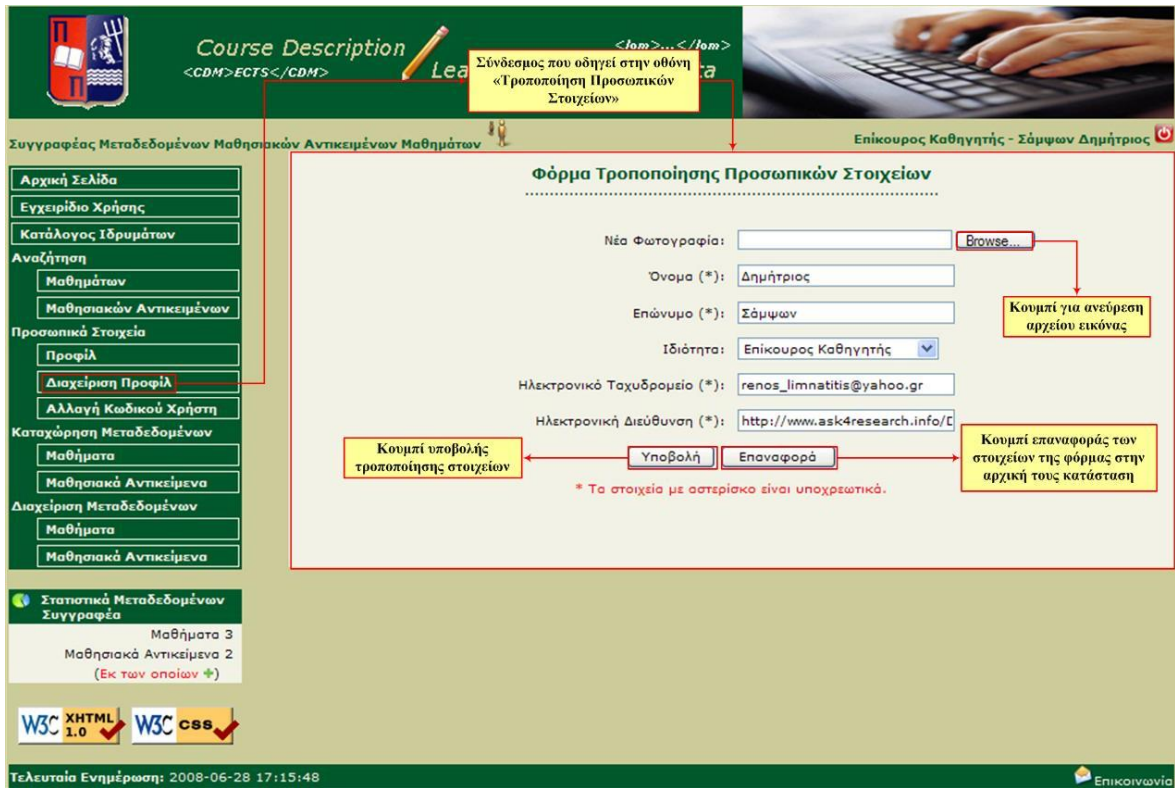 Course Description
<CDM>ECTS</CDM>
<lom>...</lom>
Lea
ta
Σύνδεσμος που οδηγεί στην οθόνη
«Τροποποίηση Προσωπικών
Στοιχείων»
Συγγραφέας Μεταδεδομένων Μαθησιακών Αντικειμένων Μαθημάτων
Επίκουρος Καθηγητής - Σάμψων Δημήτριος
Αρχική Σελίδα
Εγχειρίδιο Χρήσης
Κατάλογος Ιδρυμάτων
Αναζήτηση
Μαθημάτων
Μαθησιακών Αντικειμένων
Προσωπικά Στοιχεία
Προφίλ
Διαχείριση Προφίλ
Αλλαγή Κωδικού Χρήστη
Καταχώρηση Μεταδεδομένων
Μαθήματα
Μαθησιακά Αντικείμενα
Διαχείριση Μεταδεδομένων
Μαθήματα
Μαθησιακά Αντικείμενα
Στατιστικά Μεταδεδομένων
Συγγραφέα
Μαθήματα 3
Μαθησιακά Αντικείμενα 2
(Εκ των οποίων +)
W3C XHTML 1.0
W3C css
Φόρμα Τροποποίησης Προσωπικών Στοιχείων
Νέα Φωτογραφία: Browse...
Όνομα (*): Δημήτριος
Επώνυμο (*): Σάμψων
Ιδιότητα: Επίκουρος Καθηγητής
Ηλεκτρονικό Ταχυδρομείο (*): renos_limnatitis@yahoo.gr
Ηλεκτρονική Διεύθυνση (*): http://www.ask4research.info/D
Κουμπί για ανεύρεση
αρχείου εικόνας
Κουμπί υποβολής
τροποποίησης στοιχείων
Υποβολή Επαναφορά
Κουμπί επαναφοράς των
στοιχείων της φόρμας στην
αρχική τους κατάσταση
* Τα στοιχεία με αστερίσκο είναι υποχρεωτικά.
Τελευταία Ενημέρωση: 2008-06-28 17:15:48
Επικοινωνία